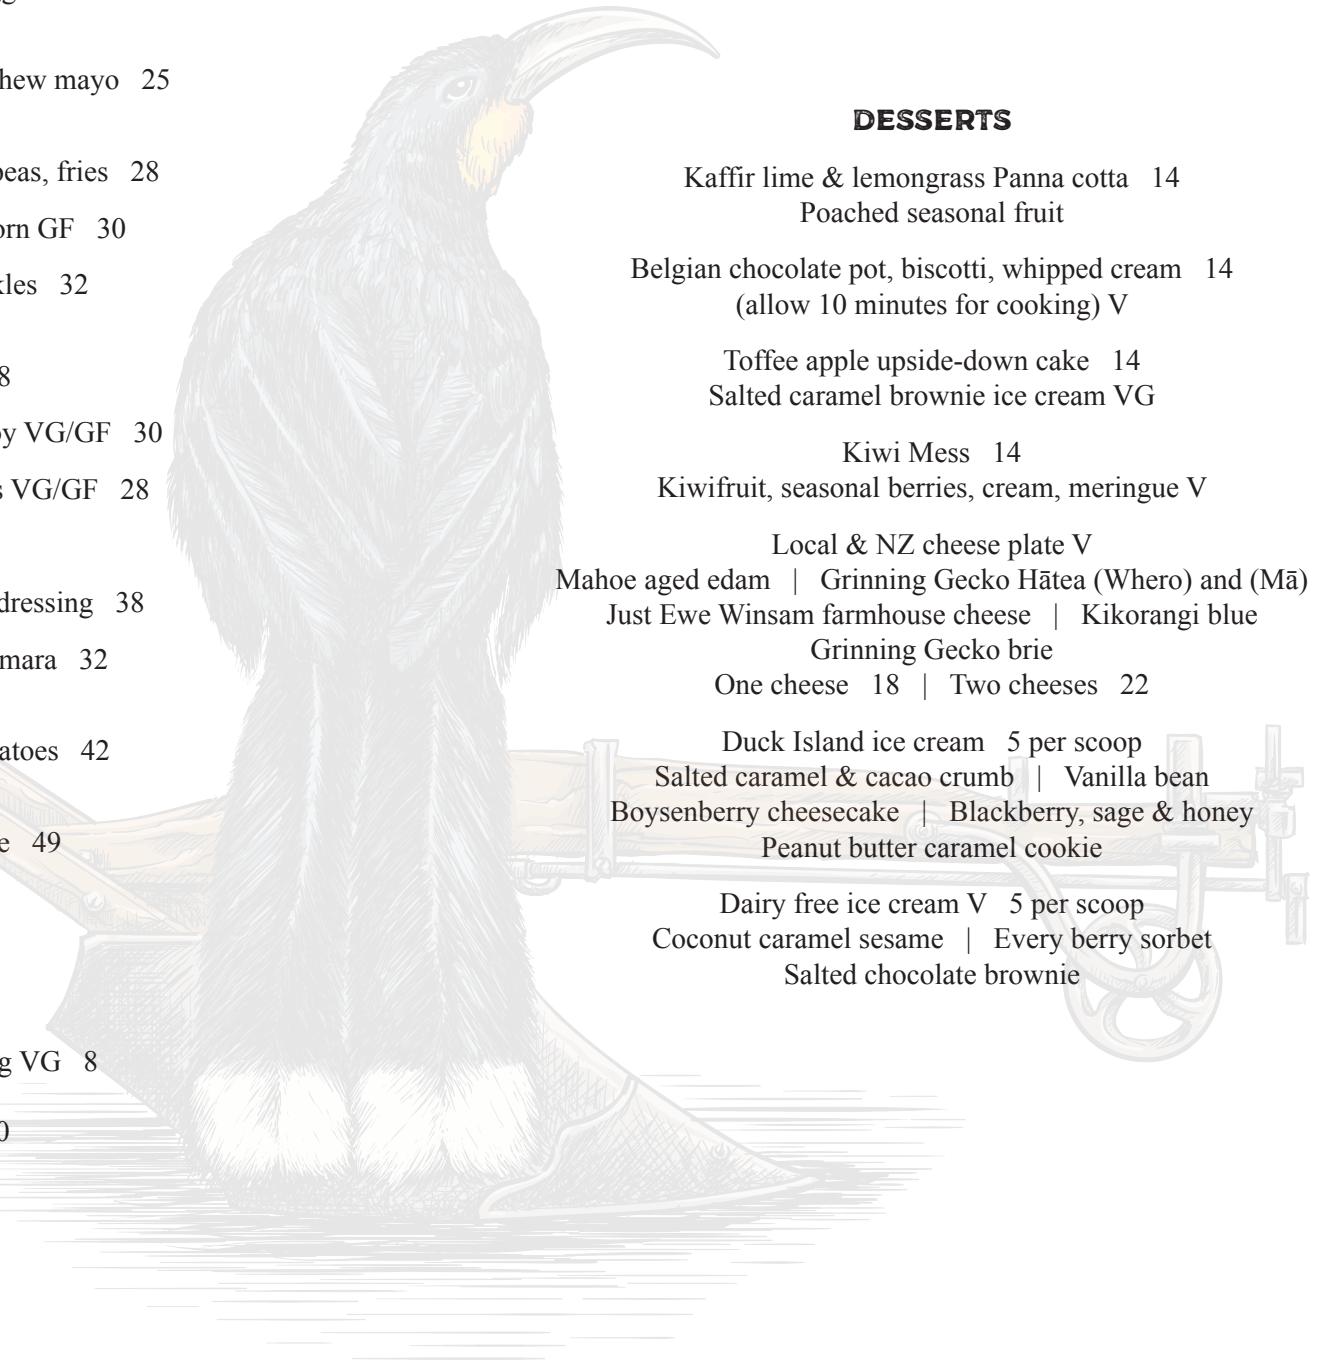 hew mayo 25
peas, fries 28
orn GF 30
kles 32
8
y VG/GF 30
s VG/GF 28
dressing 38
mara 32
atoes 42
e 49
g VG 8
0
DESSERTS
Kaffir lime & lemongrass Panna cotta 14
Poached seasonal fruit
Belgian chocolate pot, biscotti, whipped cream 14
(allow 10 minutes for cooking) V
Toffee apple upside-down cake 14
Salted caramel brownie ice cream VG
Kiwi Mess 14
Kiwifruit, seasonal berries, cream, meringue V
Local & NZ cheese plate V
Mahoe aged edam | Grinning Gecko Hātea (Whero) and (Mā)
Just Ewe Winsam farmhouse cheese | Kikorangi blue
Grinning Gecko brie
One cheese 18 | Two cheeses 22
Duck Island ice cream 5 per scoop
Salted caramel & cacao crumb | Vanilla bean
Boysenberry cheesecake | Blackberry, sage & honey
Peanut butter caramel cookie
Dairy free ice cream V 5 per scoop
Coconut caramel sesame | Every berry sorbet
Salted chocolate brownie